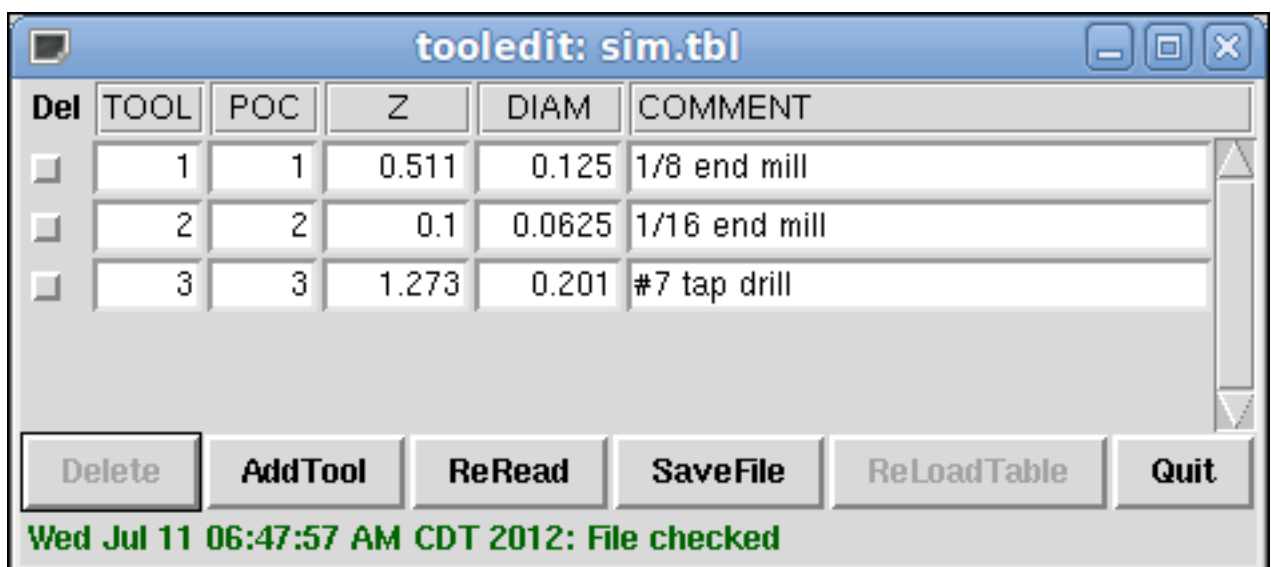 tooledit: sim.tbl
Del TOOL POC Z DIAM COMMENT
1 1 0.511 0.125 1/8 end mill
2 2 0.1 0.0625 1/16 end mill
3 3 1.273 0.201 #7 tap drill
Delete AddTool ReRead SaveFile ReLoadTable Quit
Wed Jul 11 06:47:57 AM CDT 2012: File checked